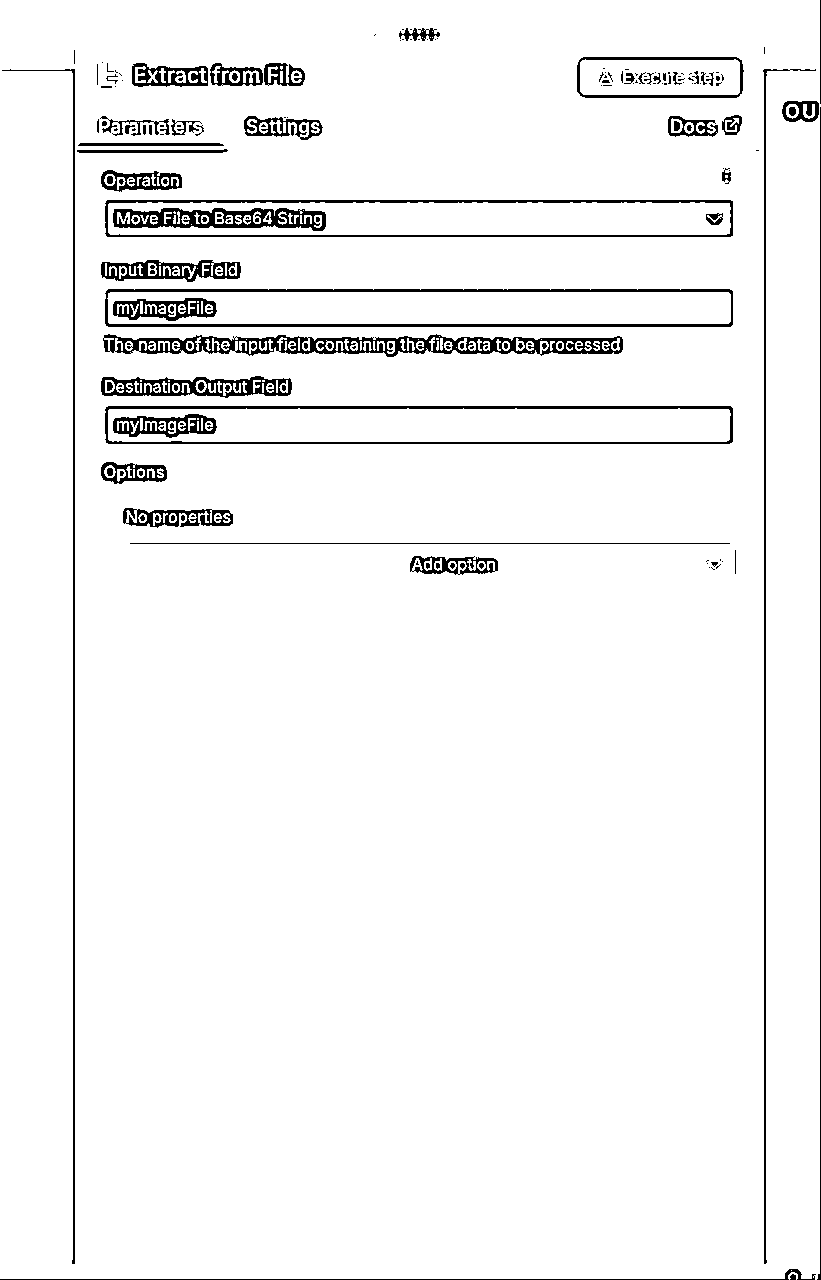 Extract from File
Execute step
Parameters
Settings
Docs
Operation
Move File to Base64 String
Input Binary Field
myImageFile
The name of the input field containing the file data to be processed
Destination Output Field
myImageFile
Options
No properties
Add option
OU